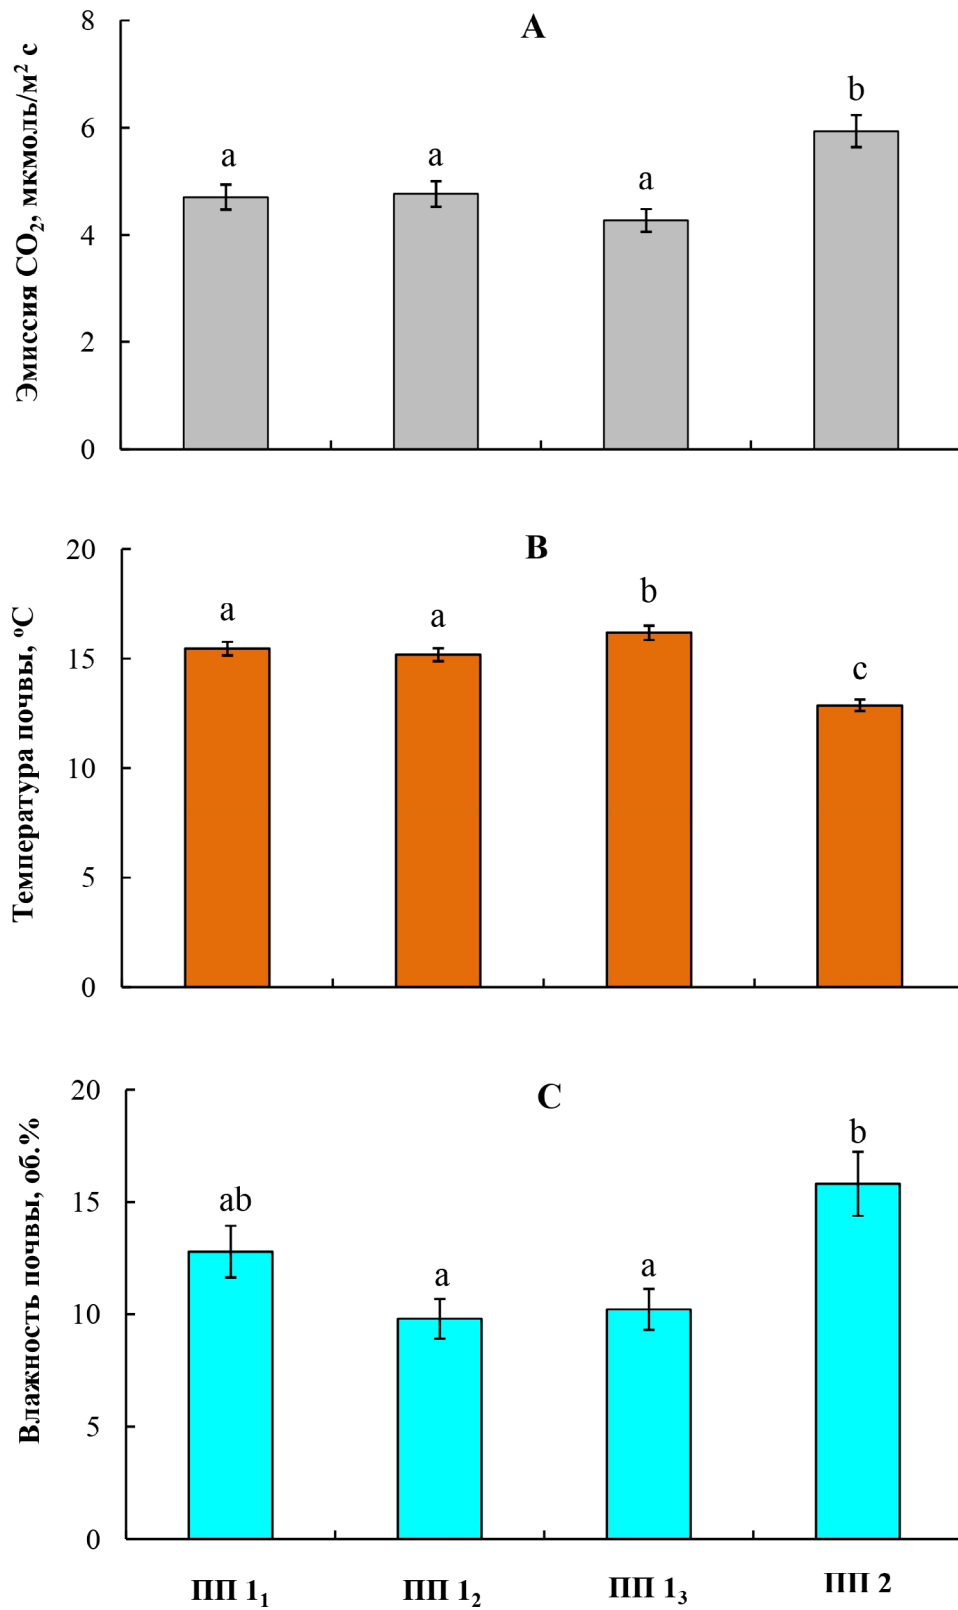 A
Эмиссия CO₂, мкмоль/м² с
8
6
4
2
0
a
a
a
b
B
Температура почвы, ºC
20
15
10
5
0
a
a
b
c
C
Влажность почвы, об.%
20
15
10
5
0
ab
a
a
b
ПП 1₁
ПП 1₂
ПП 1₃
ПП 2